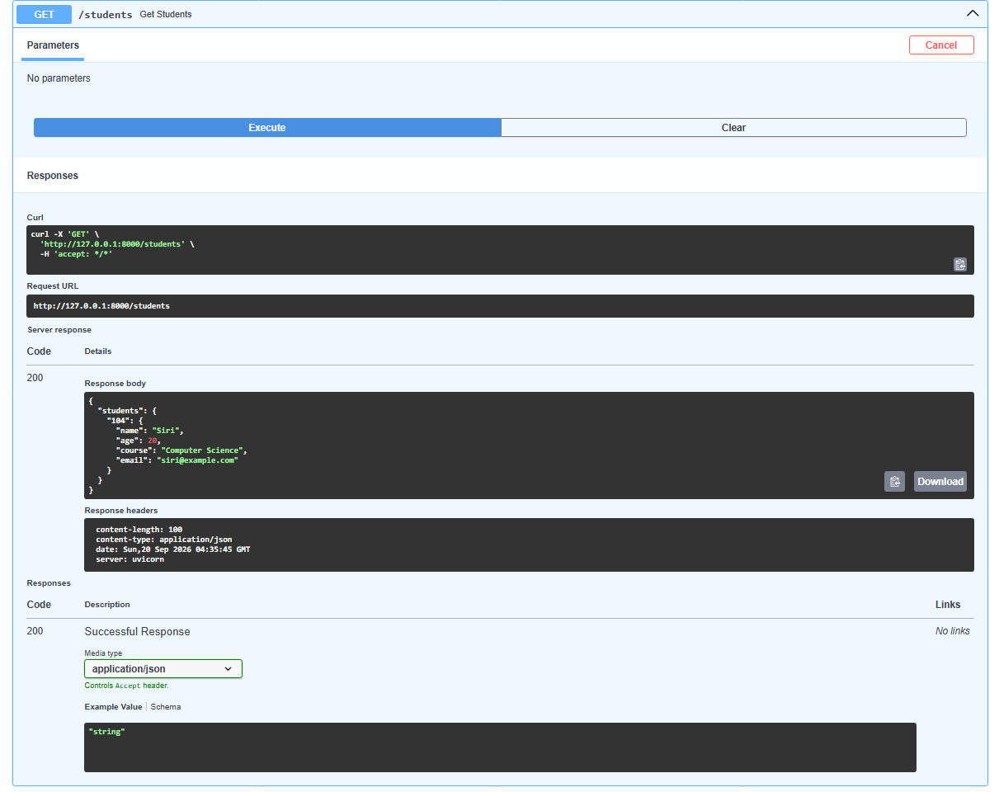 GET /students Get Students
Parameters Cancel
No parameters
Execute Clear
Responses
Curl
curl -X 'GET' \
  'http://127.0.0.1:8000/students' \
  -H 'accept: */*'
Request URL
http://127.0.0.1:8000/students
Server response
Code Details
200
Response body
{
  "students": {
    "104": {
      "name": "Siri",
      "age": 20,
      "course": "Computer Science",
      "email": "siri@example.com"
    }
  }
}
Download
Response headers
content-length: 100
content-type: application/json
date: Sun,20 Sep 2026 04:35:45 GMT
server: uvicorn
Responses
Code Description Links
200 Successful Response No links
Media type
application/json
Controls Accept header.
Example Value Schema
"string"